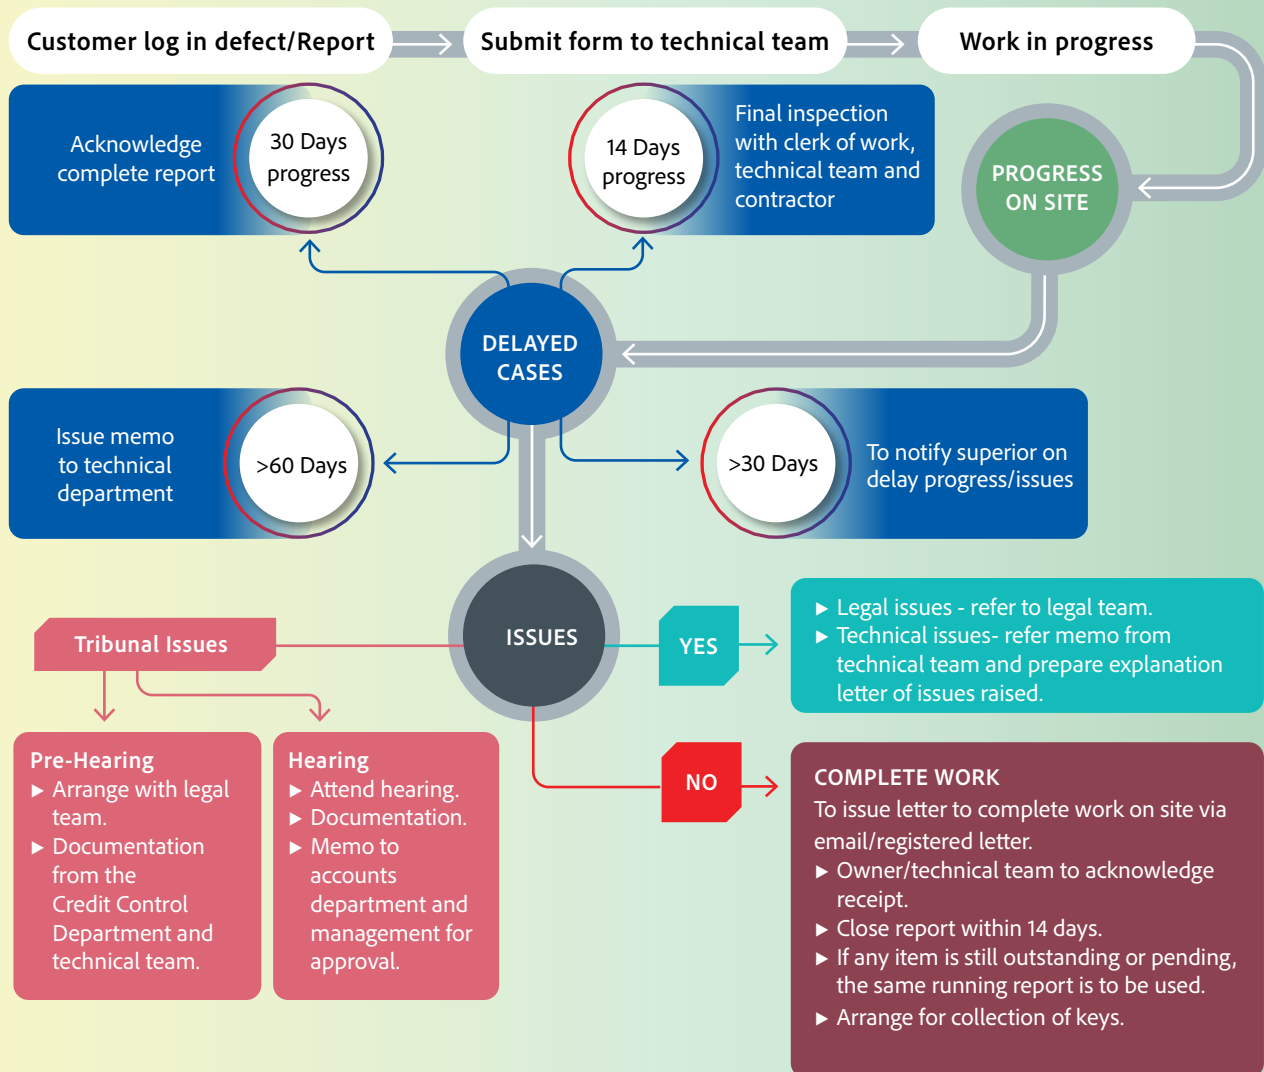 Customer log in defect/Report
Submit form to technical team
Work in progress
Acknowledge
complete report
30 Days
progress
14 Days
progress
Final inspection
with clerk of work,
technical team and
contractor
PROGRESS
ON SITE
DELAYED
CASES
Issue memo
to technical
department
>60 Days
>30 Days
To notify superior on
delay progress/issues
ISSUES
Tribunal Issues
YES
► Legal issues - refer to legal team.
► Technical issues- refer memo from
technical team and prepare explanation
letter of issues raised.
Pre-Hearing
► Arrange with legal
team.
► Documentation
from the
Credit Control
Department and
technical team.
Hearing
► Attend hearing.
► Documentation.
► Memo to
accounts
department and
management for
approval.
NO
COMPLETE WORK
To issue letter to complete work on site via
email/registered letter.
► Owner/technical team to acknowledge
receipt.
► Close report within 14 days.
► If any item is still outstanding or pending,
the same running report is to be used.
► Arrange for collection of keys.